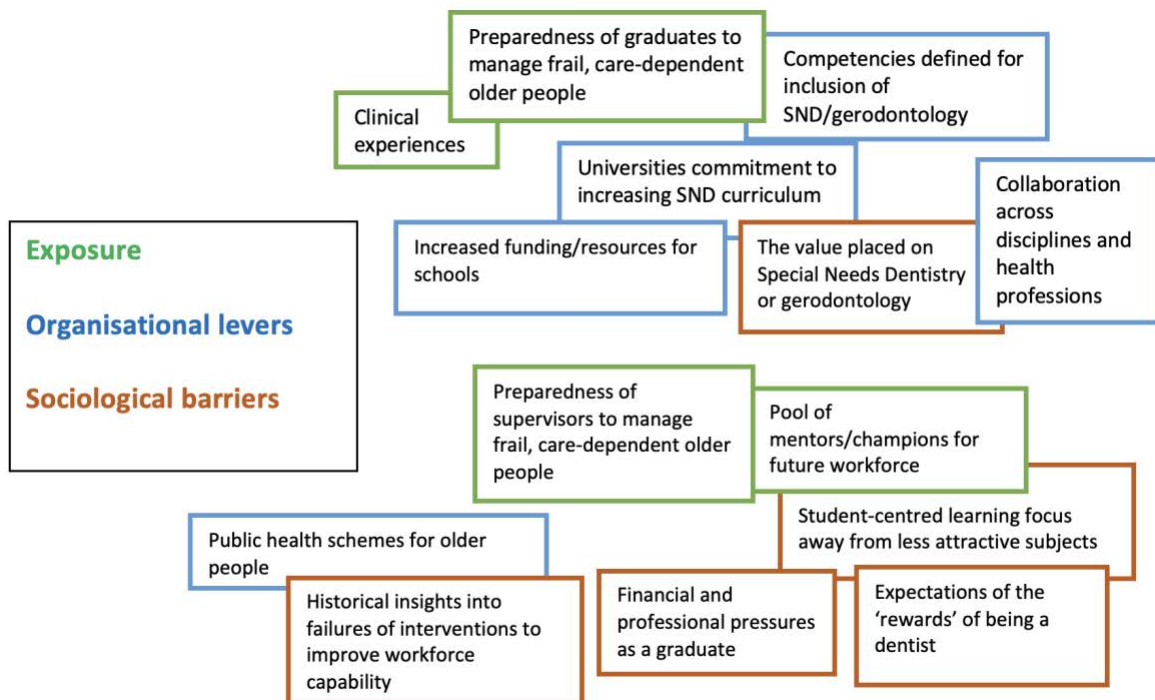 Preparedness of graduates to
manage frail, care-dependent
older people
Competencies defined for
inclusion of
SND/gerodontology
Clinical
experiences
Universities commitment to
increasing SND curriculum
Collaboration
across
disciplines and
health
professions
Exposure
Organisational levers
Sociological barriers
Increased funding/resources for
schools
The value placed on
Special Needs Dentistry
or gerodontology
Preparedness of
supervisors to manage
frail, care-dependent older
people
Pool of
mentors/champions for
future workforce
Student-centred learning focus
away from less attractive subjects
Public health schemes for older
people
Historical insights into
failures of interventions to
improve workforce
capability
Financial and
professional pressures
as a graduate
Expectations of the
‘rewards’ of being a
dentist